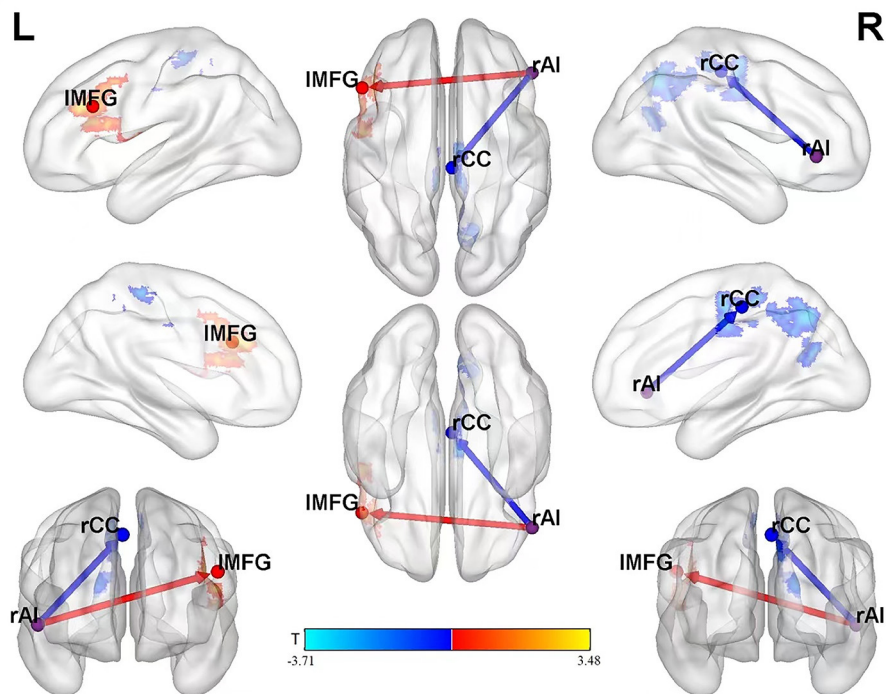 L
R
lMFG
rAI
rCC
rCC
rAI
lMFG
rCC
rAI
rCC
lMFG
rAI
rCC
lMFG
rAI
rCC
lMFG
rAI
T
-3.71
3.48